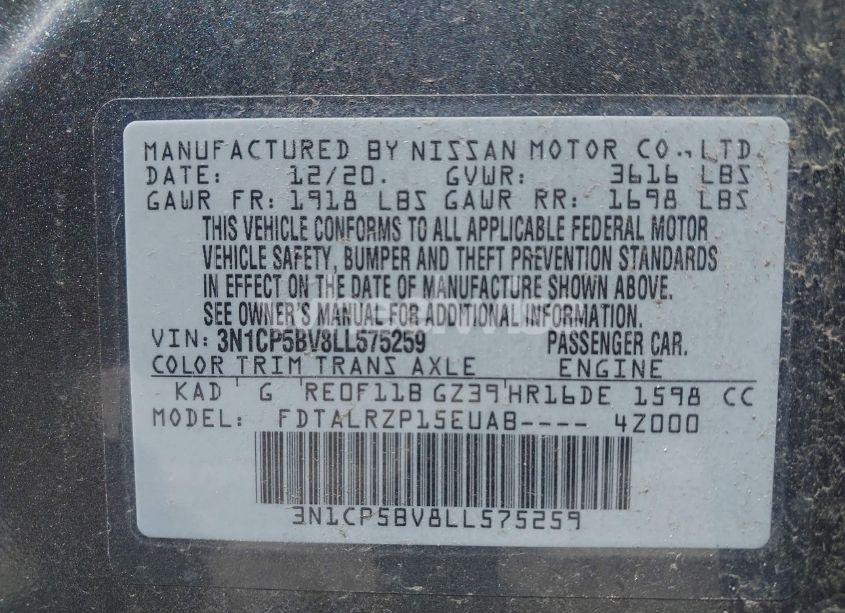 MANUFACTURED BY NISSAN MOTOR CO., LTD.
DATE: 12/20. GVWR: 3616 LBS
GAWR FR: 1918 LBS GAWR RR: 1698 LBS
THIS VEHICLE CONFORMS TO ALL APPLICABLE FEDERAL MOTOR
VEHICLE SAFETY, BUMPER AND THEFT PREVENTION STANDARDS
IN EFFECT ON THE DATE OF MANUFACTURE SHOWN ABOVE.
SEE OWNER'S MANUAL FOR ADDITIONAL INFORMATION.
VIN: 3N1CP5BV8LL575259 PASSENGER CAR.
COLOR TRIM TRANS AXLE ENGINE
KAD G RE0F11B GZ39 HR16DE 1598 CC
MODEL: FDTALRZP15EUAB---- 4Z000
3N1CP5BV8LL575259